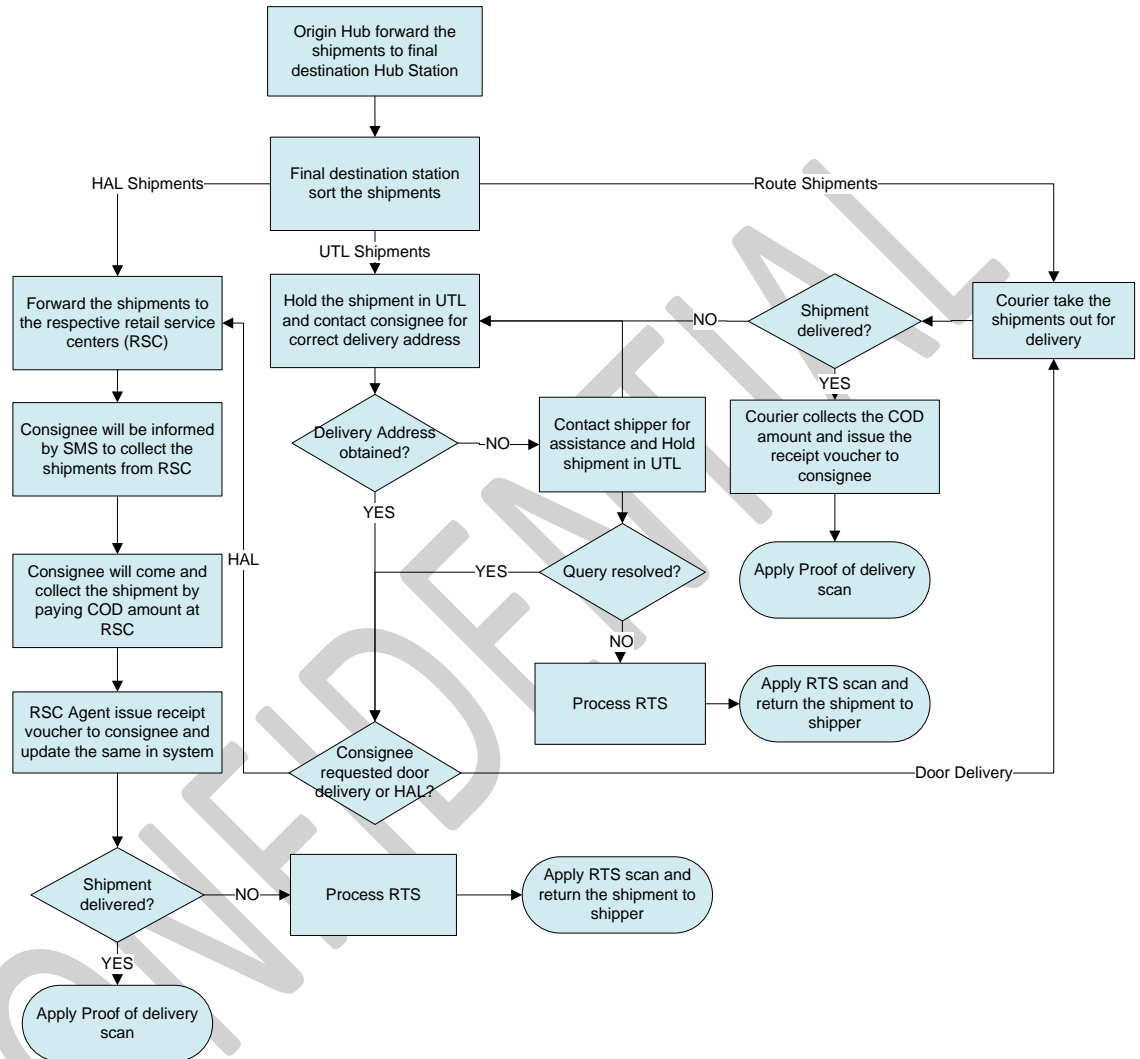 Origin Hub forward the
shipments to final
destination Hub Station
Final destination station
sort the shipments
HAL Shipments
Route Shipments
UTL Shipments
Forward the shipments to
the respective retail service
centers (RSC)
Hold the shipment in UTL
and contact consignee for
correct delivery address
NO
Shipment
delivered?
Courier take the
shipments out for
delivery
YES
Consignee will be informed
by SMS to collect the
shipments from RSC
Delivery Address
obtained?
NO
Contact shipper for
assistance and Hold
shipment in UTL
Courier collects the COD
amount and issue the
receipt voucher to
consignee
YES
HAL
Consignee will come and
collect the shipment by
paying COD amount at
RSC
YES
Query resolved?
Apply Proof of delivery
scan
NO
Process RTS
Apply RTS scan and
return the shipment to
shipper
RSC Agent issue receipt
voucher to consignee and
update the same in system
Consignee
requested door
delivery or HAL?
Door Delivery
Shipment
delivered?
NO
Process RTS
Apply RTS scan and
return the shipment to
shipper
YES
Apply Proof of delivery
scan
CONFIDENTIAL